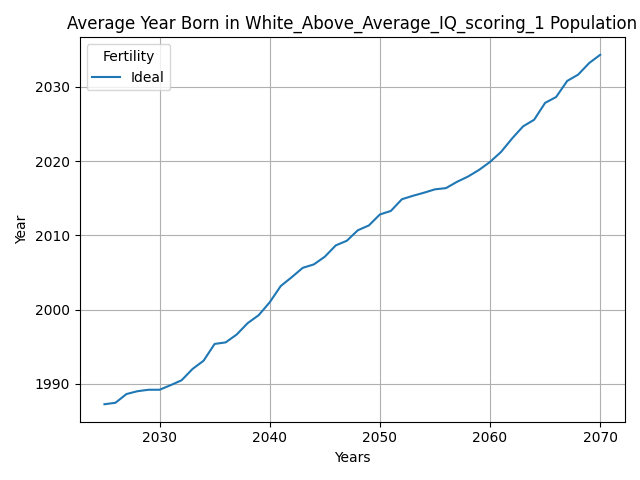 Average Year Born in White_Above_Average_IQ_scoring_1 Population
Fertility
Ideal
2030
2020
2010
2000
1990
Year
2030 2040 2050 2060 2070
Years